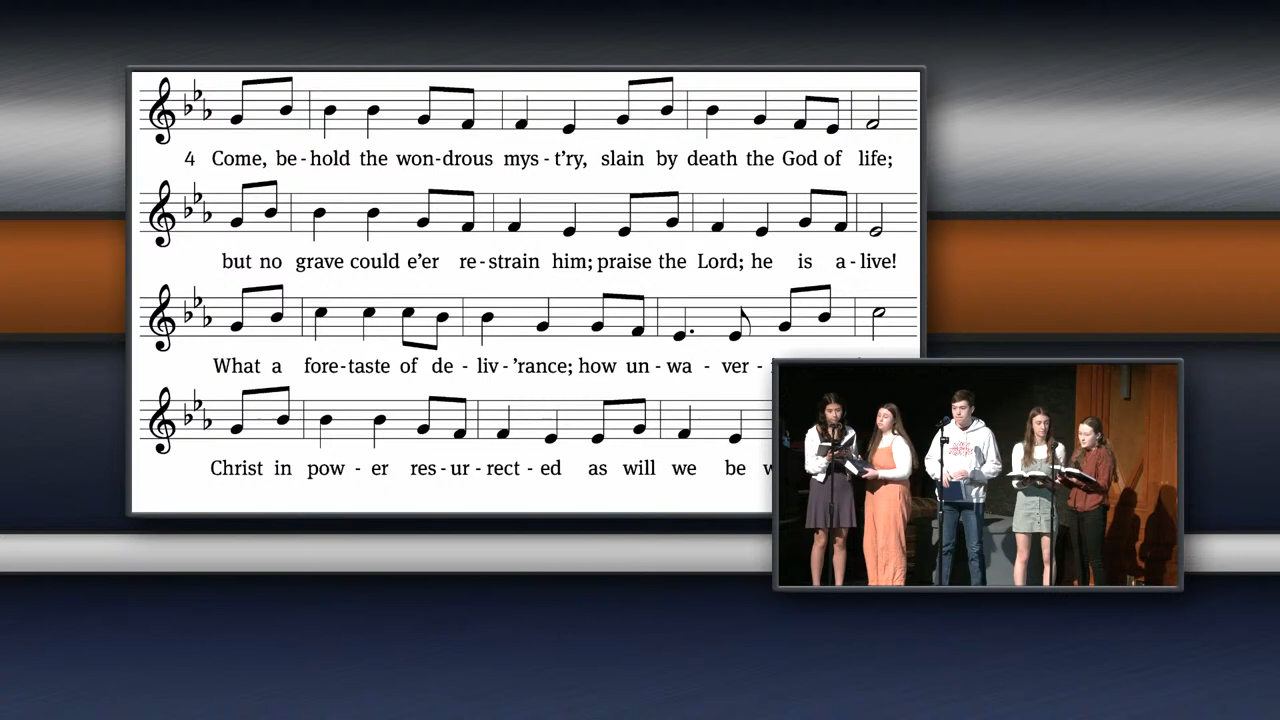 4 Come, be-hold the won-drous mys-t’ry, slain by death the God of life;
but no grave could e’er re-strain him; praise the Lord; he is a-live!
What a fore-taste of de-liv-’rance; how un-wa-ver-
Christ in pow-er res-ur-rect-ed as will we be